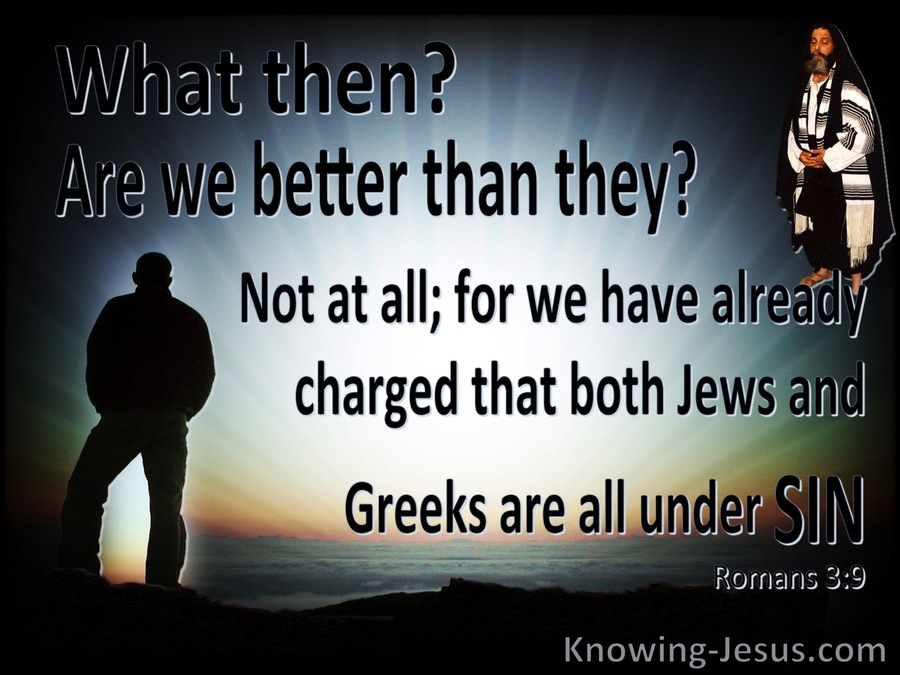 What then?
Are we better than they?
Not at all; for we have already
charged that both Jews and
Greeks are all under SIN
Romans 3:9
Knowing-Jesus.com